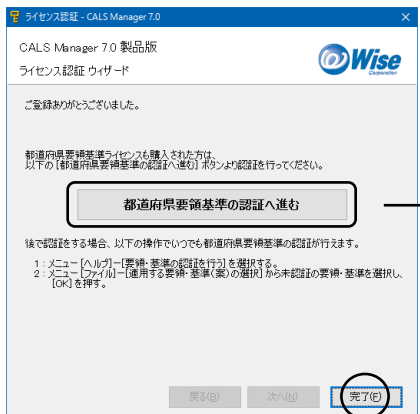 ライセンス認証 - CALS Manager 7.0
CALS Manager 7.0 製品版
ライセンス認証 ウィザード
Wise
Corporation
ご登録ありがとうございました。
都道府県要領基準ライセンスも購入された方は、
以下の [都道府県要領基準の認証へ進む] ボタンより認証を行ってください。
都道府県要領基準の認証へ進む
後で認証をする場合、以下の操作でいつでも都道府県要領基準の認証が行えます。
1：メニュー [ヘルプ]－[要領・基準の認証を行う] を選択する。
2：メニュー [ファイル]－[適用する要領・基準(案)の選択] から未認証の要領・基準を選択し、
[OK] を押す。
戻る(B) 次へ(N) 完了(F)